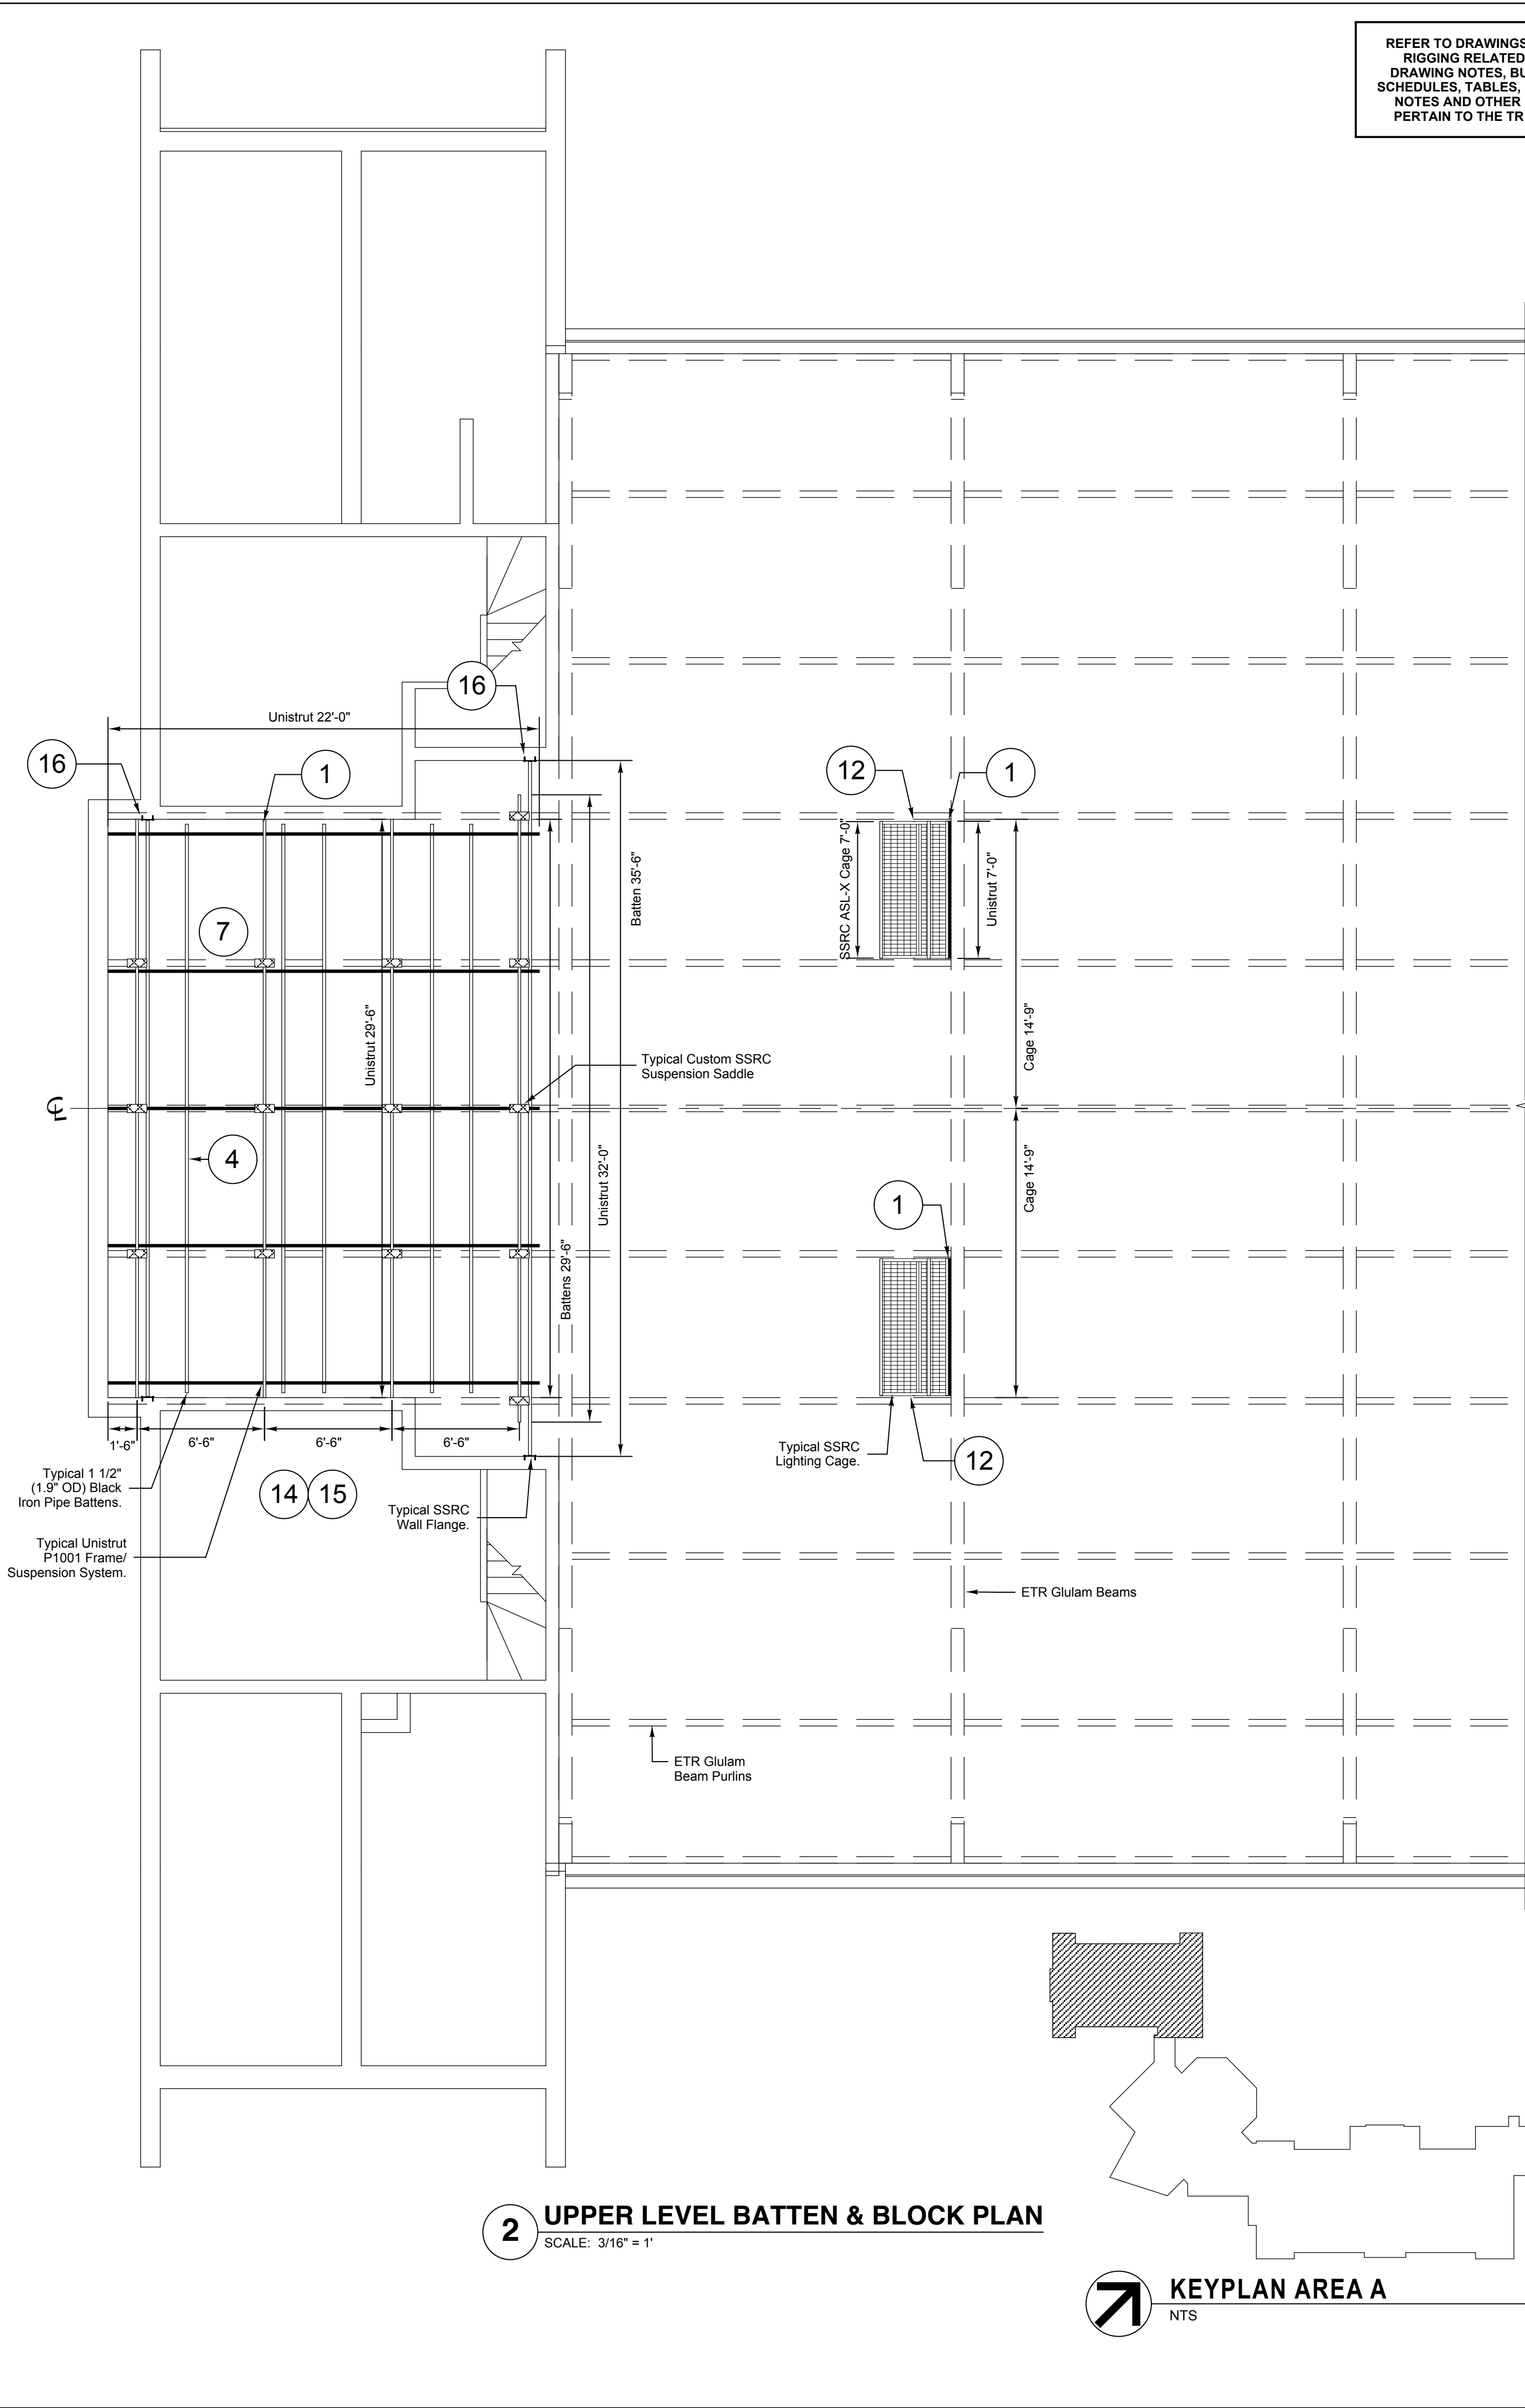 REFER TO DRAWINGS
RIGGING RELATED
DRAWING NOTES, BU
SCHEDULES, TABLES,
NOTES AND OTHER
PERTAIN TO THE TR
16
Unistrut 22'-0"
16
1
12
1
SSRC ASL-X Cage 7'-0"
Unistrut 7'-0"
Batten 35'-6"
7
Unistrut 29'-6"
Cage 14'-9"
Typical Custom SSRC
Suspension Saddle
4
Unistrut 32'-0"
Cage 14'-9"
1
Battens 29'-6"
1'-6"
6'-6"
6'-6"
6'-6"
Typical SSRC
Lighting Cage.
12
Typical 1 1/2"
(1.9" OD) Black
Iron Pipe Battens.
14
15
Typical SSRC
Wall Flange.
Typical Unistrut
P1001 Frame/
Suspension System.
ETR Glulam Beams
ETR Glulam
Beam Purlins
2
UPPER LEVEL BATTEN & BLOCK PLAN
SCALE: 3/16" = 1'
KEYPLAN AREA A
NTS